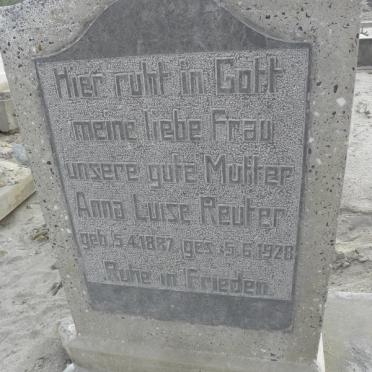 Hier ruht in Gott
meine liebe Frau
unsere gute Mutter
Anna Luise Reuter
geb. 5.4.1887, ges. 5.6.1928
Ruhe in Frieden